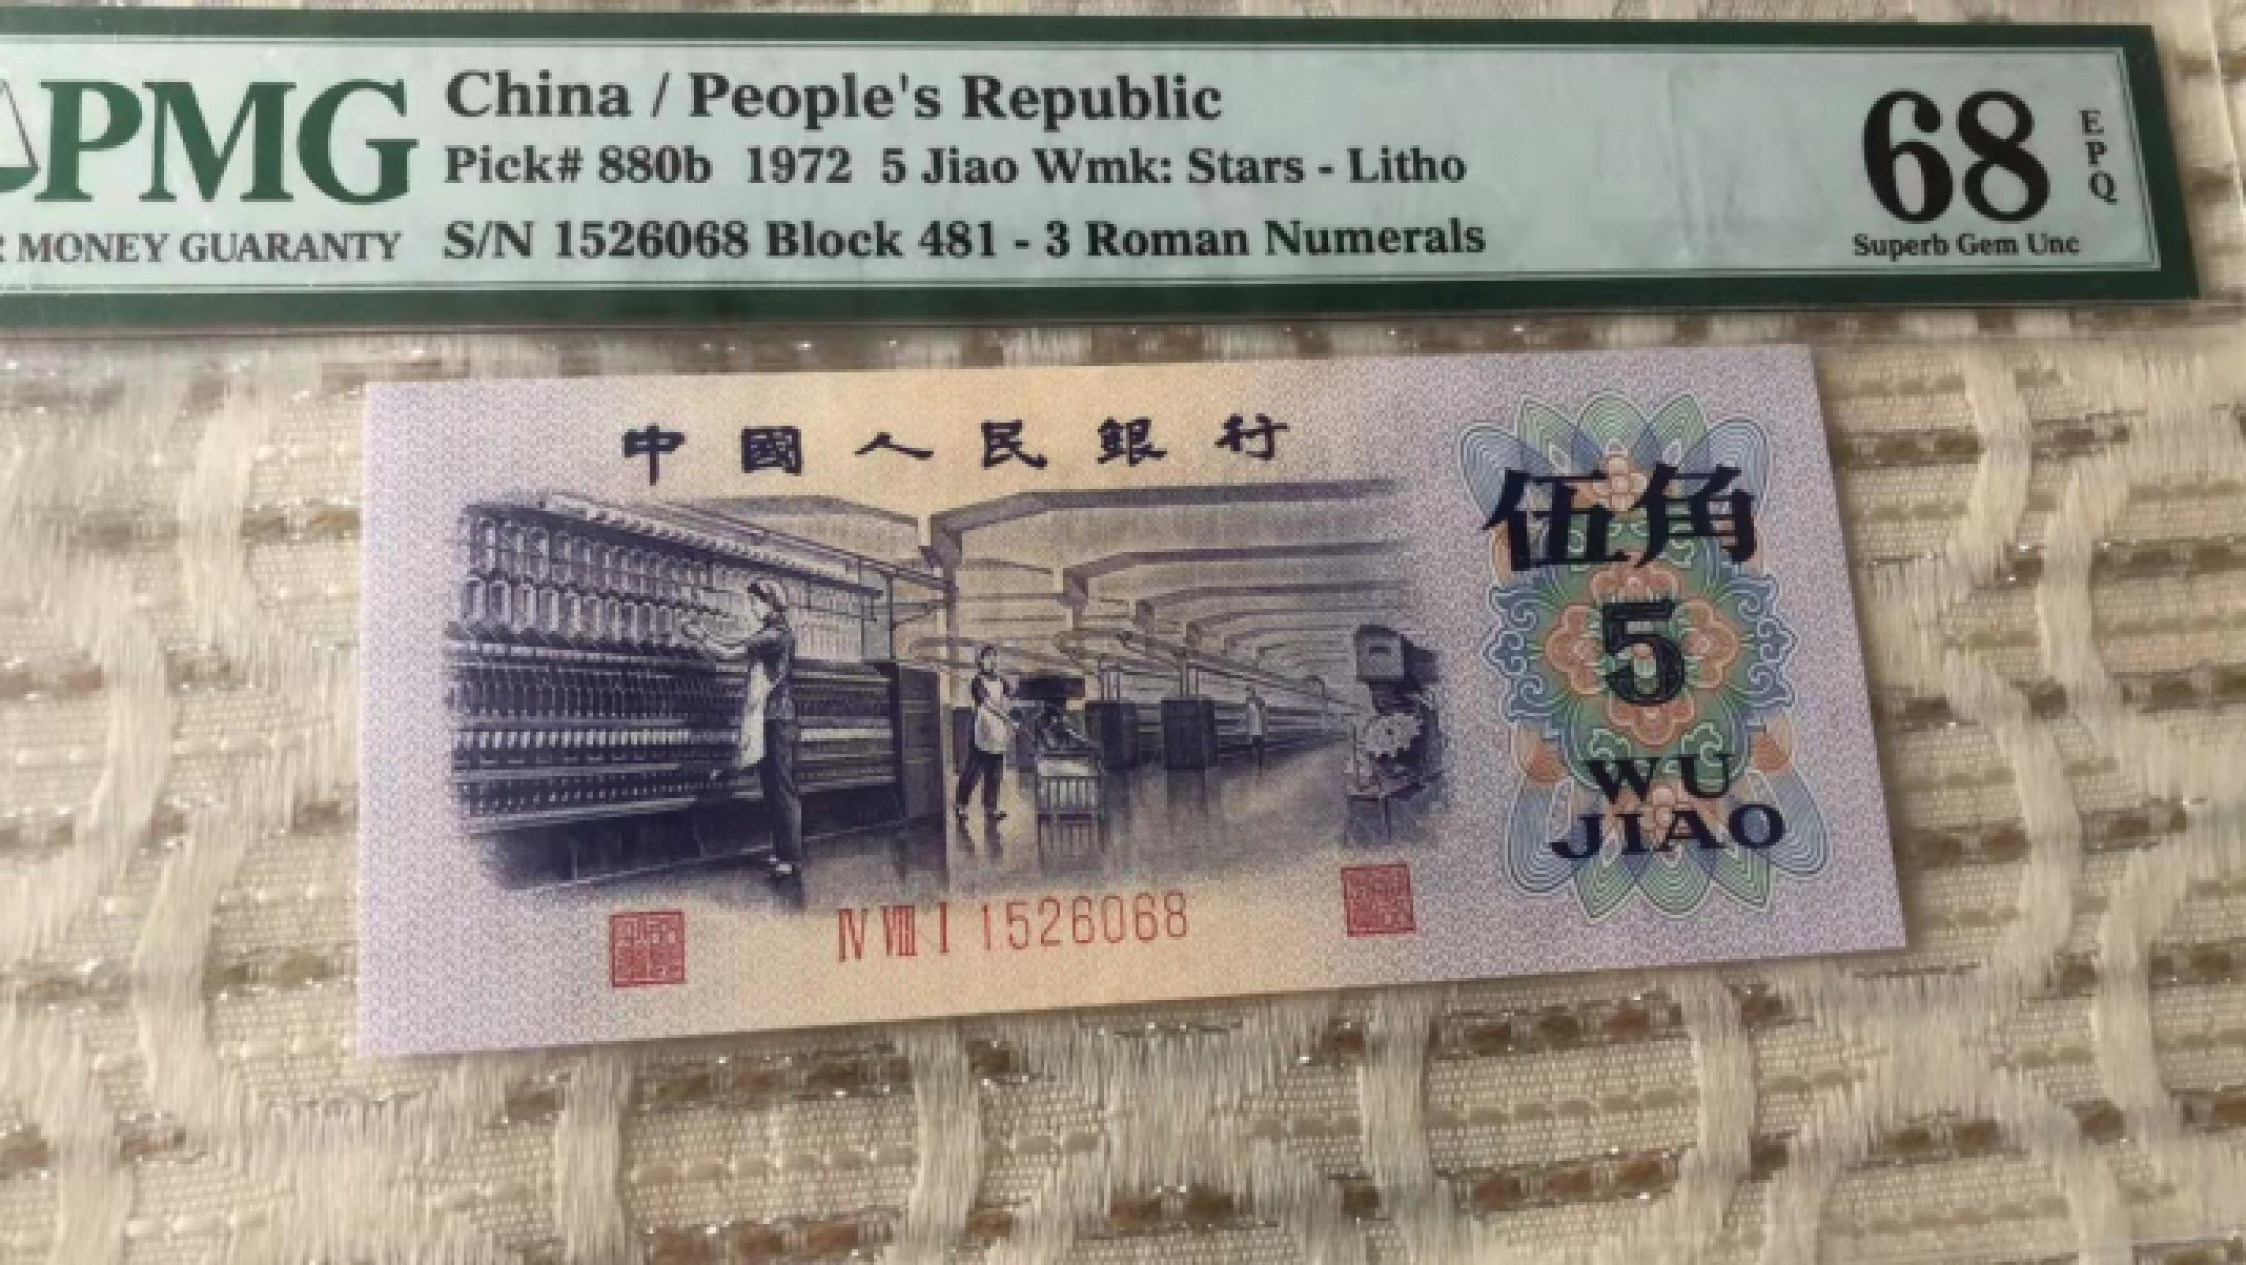 PMG
MONEY GUARANTY
China / People's Republic
Pick# 880b 1972 5 Jiao Wmk: Stars - Litho
S/N 1526068 Block 481 - 3 Roman Numerals
68
EPQ
Superb Gem Unc
中國人民銀行
伍角
5
WU
JIAO
IV VIII I 1526068